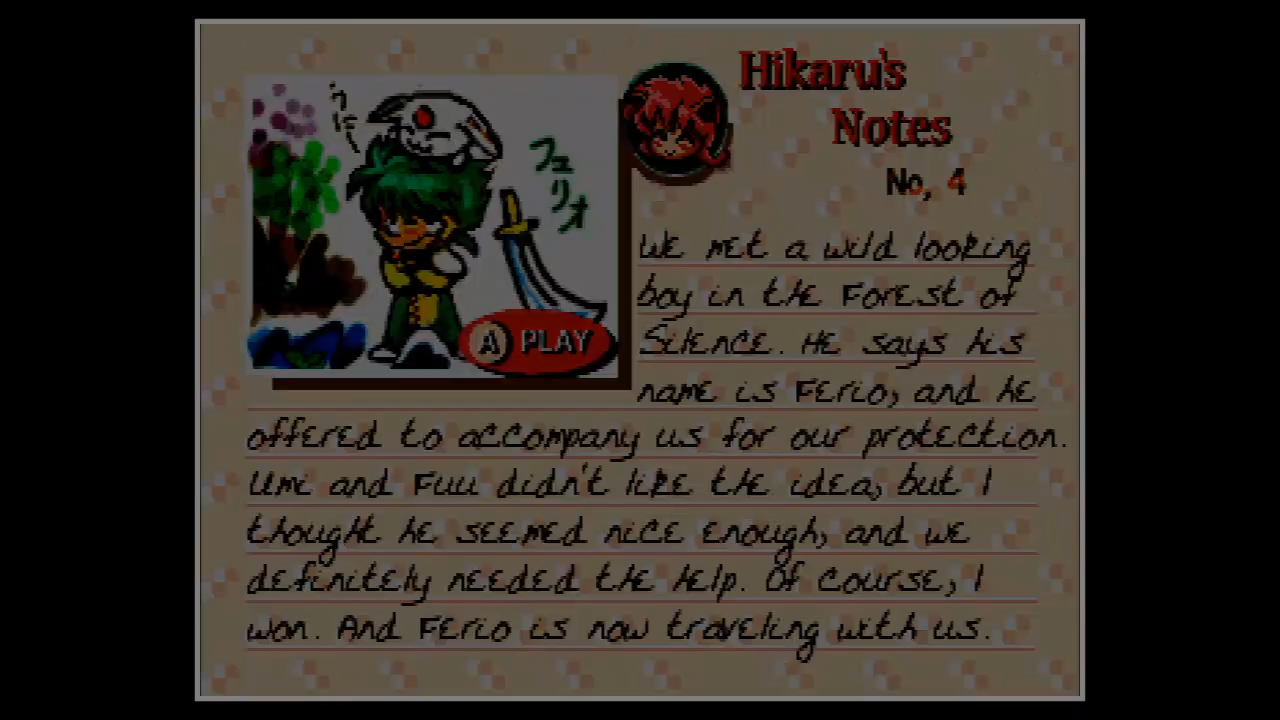 Hikaru's
Notes
No, 4
フェリオ
A PLAY
We met a wild looking
boy in the Forest of
Silence. He says his
name is Ferio, and he
offered to accompany us for our protection.
Umi and Fuu didn't like the idea, but I
thought he seemed nice enough, and we
definitely needed the help. Of course, I
won. And Ferio is now traveling with us.